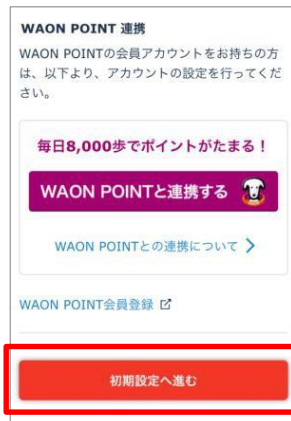 WAON POINT 連携
WAON POINTの会員アカウントをお持ちの方
は、以下より、アカウントの設定を行ってくだ
さい。
毎日8,000歩でポイントがたまる！
WAON POINTと連携する
WAON POINTとの連携について
WAON POINT会員登録
初期設定へ進む